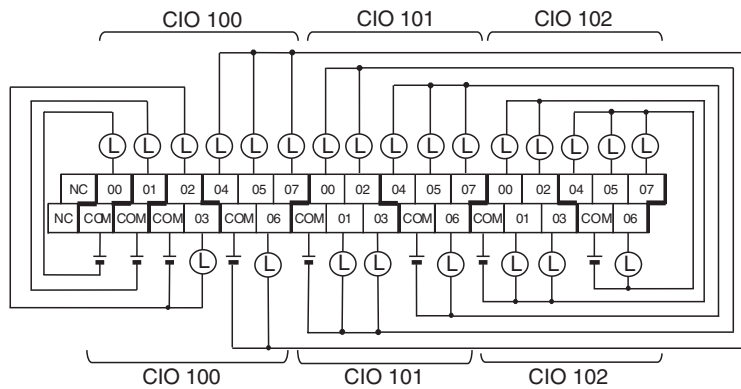 CIO 100 CIO 101 CIO 102
L L L L L L L L L L L L L L L L
NC 00 01 02 04 05 07 00 02 04 05 07 00 02 04 05 07
NC COM COM COM 03 COM 06 COM 01 03 COM 06 COM 01 03 COM 06
L L L L L L L L
CIO 100 CIO 101 CIO 102